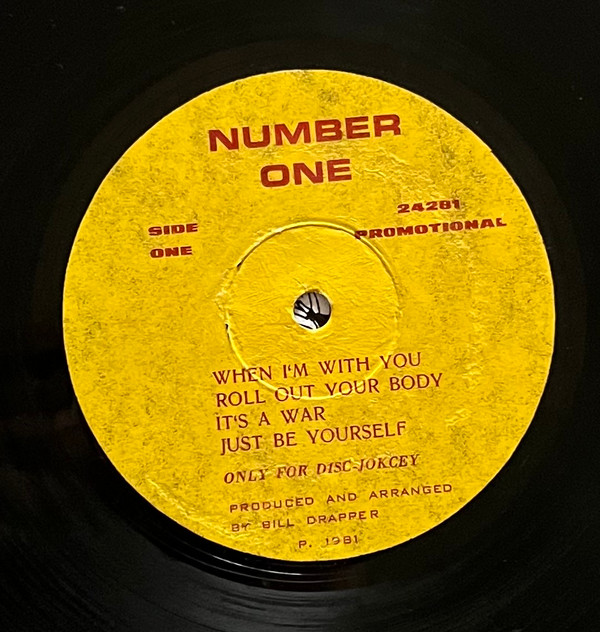 NUMBER
ONE
SIDE
ONE
24281
PROMOTIONAL
WHEN I'M WITH YOU
ROLL OUT YOUR BODY
IT'S A WAR
JUST BE YOURSELF
ONLY FOR DISC-JOKCEY
PRODUCED AND ARRANGED
BY BILL DRAPPER
P. 1981